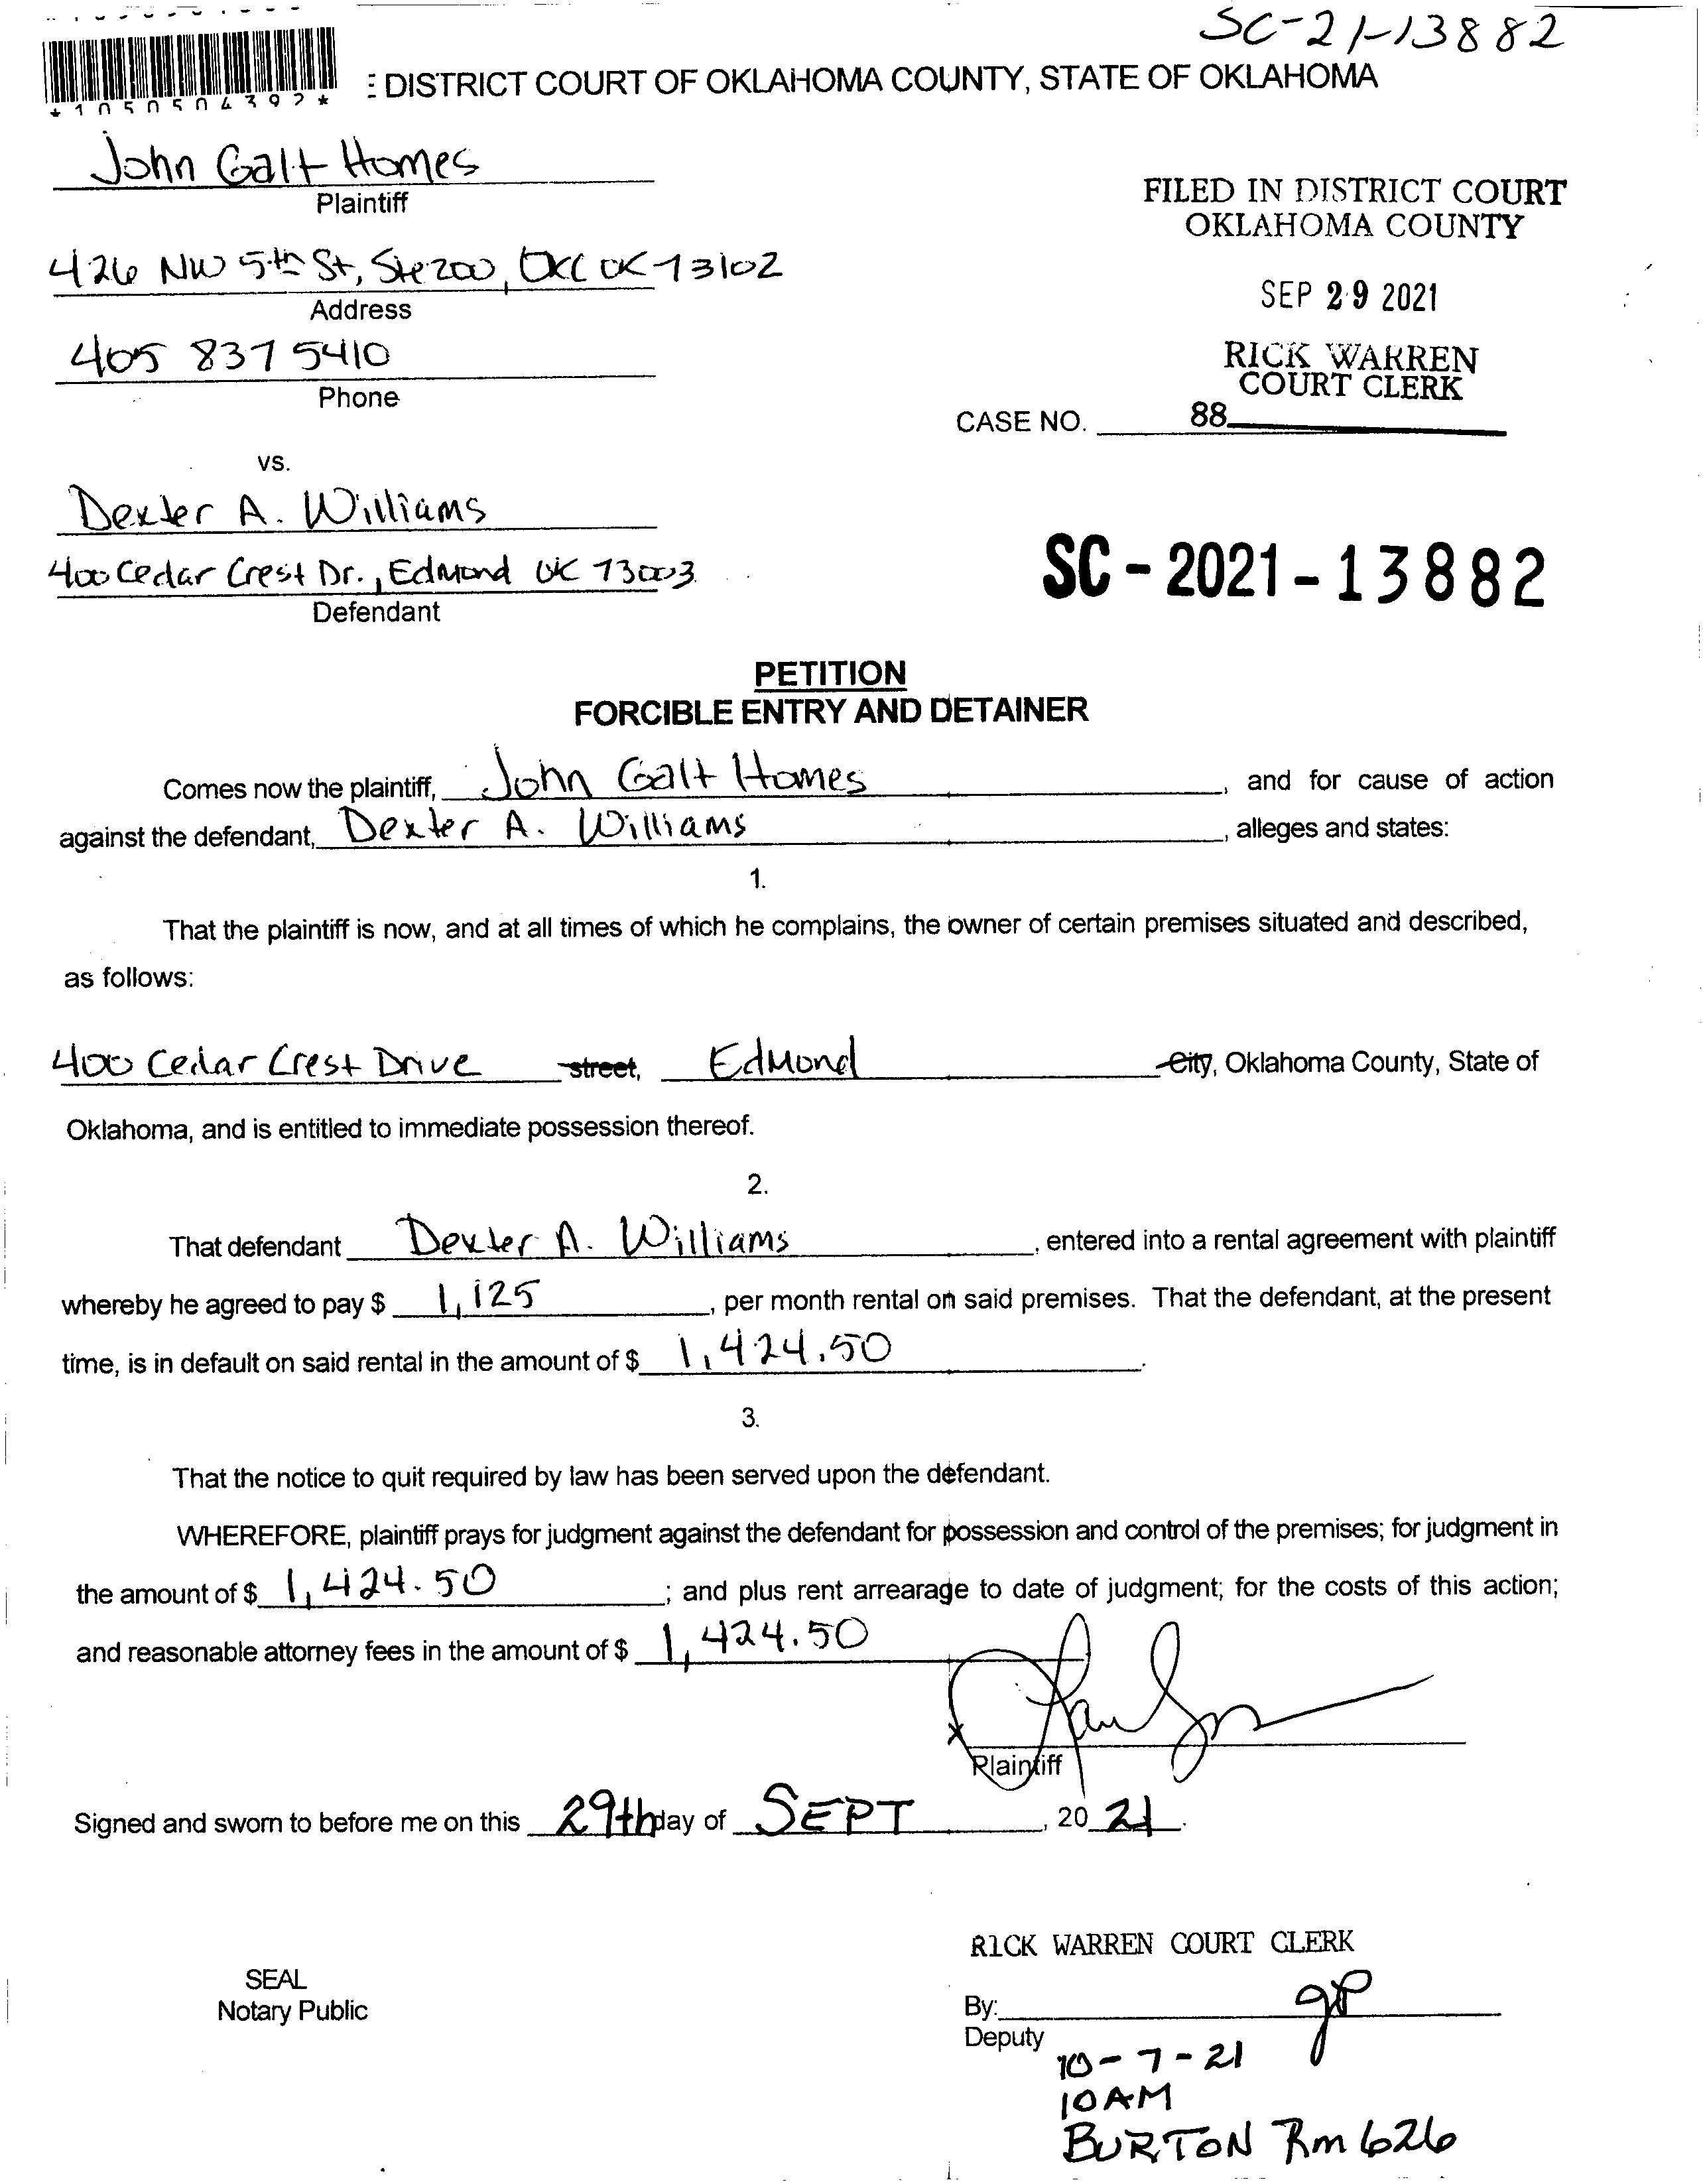 SC-21-13882
DISTRICT COURT OF OKLAHOMA COUNTY, STATE OF OKLAHOMA
*1050504392*
John Galt Homes
Plaintiff
FILED IN DISTRICT COURT
OKLAHOMA COUNTY
426 NW 5th St, Ste 200, OKC OK 73102
Address
SEP 29 2021
405 837 5410
Phone
RICK WARREN
COURT CLERK
CASE NO. 88
vs.
Dexter A. Williams
400 Cedar Crest Dr., Edmond OK 73003
Defendant
SC-2021-13882
PETITION
FORCIBLE ENTRY AND DETAINER
Comes now the plaintiff, John Galt Homes, and for cause of action
against the defendant, Dexter A. Williams, alleges and states:
1.
That the plaintiff is now, and at all times of which he complains, the owner of certain premises situated and described,
as follows:
400 Cedar Crest Drive street, Edmond City, Oklahoma County, State of
Oklahoma, and is entitled to immediate possession thereof.
2.
That defendant Dexter A. Williams, entered into a rental agreement with plaintiff
whereby he agreed to pay $ 1,125, per month rental on said premises. That the defendant, at the present
time, is in default on said rental in the amount of $ 1,424.50.
3.
That the notice to quit required by law has been served upon the defendant.
WHEREFORE, plaintiff prays for judgment against the defendant for possession and control of the premises; for judgment in
the amount of $ 1,424.50; and plus rent arrearage to date of judgment; for the costs of this action;
and reasonable attorney fees in the amount of $ 1,424.50
x
Plaintiff
Signed and sworn to before me on this 29th day of SEPT, 20 21.
RICK WARREN COURT CLERK
SEAL
Notary Public
By: gP
Deputy
10-7-21
10AM
BURTON Rm 626